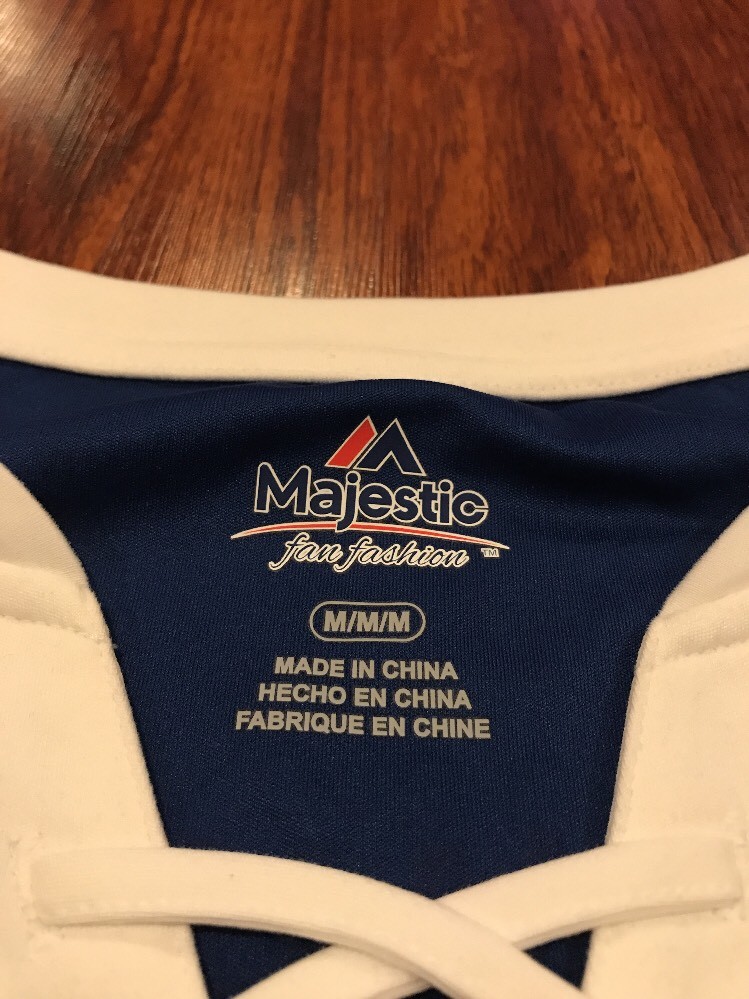 Majestic
fan fashion ™
M/M/M
MADE IN CHINA
HECHO EN CHINA
FABRIQUE EN CHINE